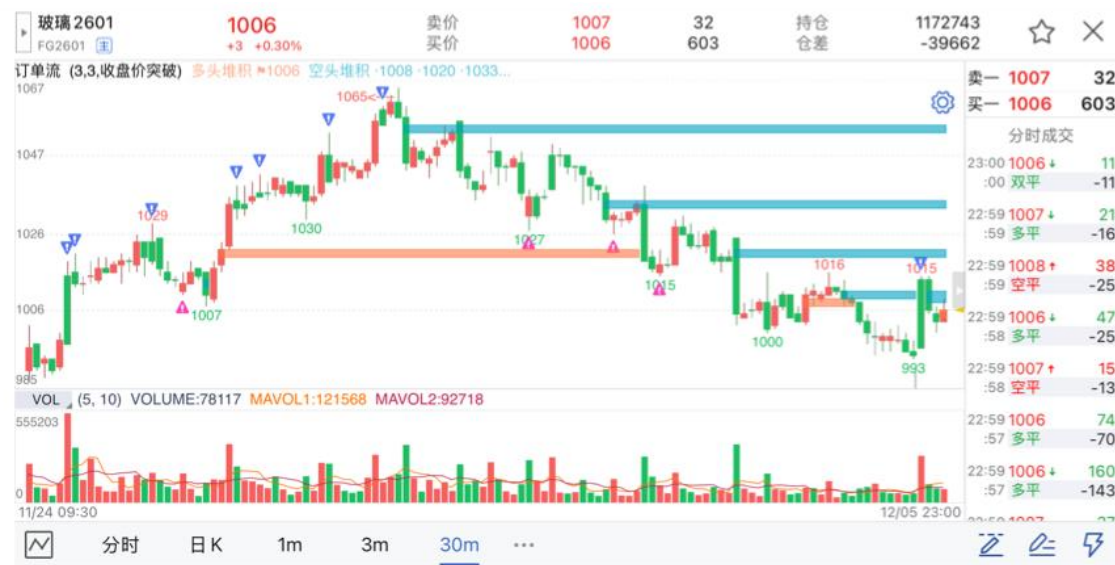 玻璃2601
FG2601 主
1006
+3 +0.30%
卖价 1007 32 持仓 1172743
买价 1006 603 仓差 -39662
订单流 (3,3,收盘价突破) 多头堆积 1006 空头堆积 ·1008 ·1020 ·1033...
1067
1047
1026
1006
985
1065<-
1029
1007
1030
1027
1015
1000
1016
1015
993
VOL (5, 10) VOLUME:78117 MAVOL1:121568 MAVOL2:92718
555203
0
11/24 09:30
12/05 23:00
卖一 1007 32
买一 1006 603
分时成交
23:00 1006↓ 11
:00 双平 -11
22:59 1007↓ 21
:59 多平 -16
22:59 1008↑ 38
:59 空平 -25
22:59 1006↓ 47
:58 多平 -25
22:59 1007↑ 15
:58 空平 -13
22:59 1006 74
:57 多平 -70
22:59 1006↓ 160
:57 多平 -143
分时 日K 1m 3m 30m